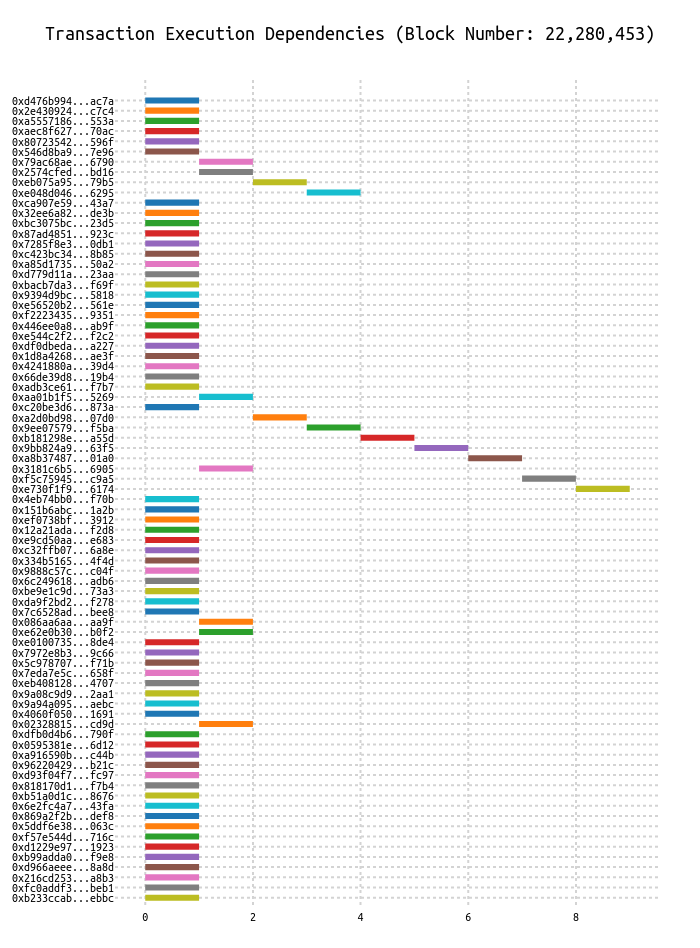 Transaction Execution Dependencies (Block Number: 22,280,453)
0xd476b994...ac7a
0x2e430924...c7c4
0xa5557186...553a
0xaec8f627...70ac
0x80723542...596f
0x546d8ba9...7e96
0x79ac68ae...6790
0x2574cfed...bd16
0xeb075a95...79b5
0xe048d046...6295
0xca907e59...43a7
0x32ee6a82...de3b
0xbc3075bc...23d5
0x87ad4851...923c
0x7285f8e3...0db1
0xc423bc34...8b85
0xa85d1735...50a2
0xd779d11a...23aa
0xbacb7da3...f69f
0x9394d9bc...5818
0xe56520b2...561e
0xf2223435...9351
0x446ee0a8...ab9f
0xe544c2f2...f2c2
0xdf0dbeda...a227
0x1d8a4268...ae3f
0x4241880a...39d4
0x66de39d8...19b4
0xadb3ce61...f7b7
0xaa01b1f5...5269
0xc20be3d6...873a
0xa2d0bd98...07d0
0x9ee07579...f5ba
0xb181298e...a55d
0x9bb824a9...63f5
0xa8b37487...01a0
0x3181c6b5...6905
0xf5c75945...c9a5
0xe730f1f9...6174
0x4eb74bb0...f70b
0x151b6abc...1a2b
0xef0738bf...3912
0x12a21ada...f2d8
0xe9cd50aa...e683
0xc32ffb07...6a8e
0x334b5165...4f4d
0x9888c57c...c04f
0x6c249618...adb6
0xbe9e1c9d...73a3
0xda9f2bd2...f278
0x7c6528ad...bee8
0x086aa6aa...aa9f
0xe62e0b30...b0f2
0xe0100735...8de4
0x7972e8b3...9c66
0x5c978707...f71b
0x7eda7e5c...658f
0xeb408128...4707
0x9a08c9d9...2aa1
0x9a94a095...aebc
0x4060f050...1691
0x02328815...cd9d
0xdfb0d4b6...790f
0x0595381e...6d12
0xa916590b...c44b
0x96220429...b21c
0xd93f04f7...fc97
0x818170d1...f7b4
0xb51a0d1c...8676
0x6e2fc4a7...43fa
0x869a2f2b...def8
0x5ddf6e38...063c
0xf57e544d...716c
0xd1229e97...1923
0xb99adda0...f9e8
0xd966aeee...8a8d
0x216cd253...a8b3
0xfc0addf3...beb1
0xb233ccab...ebbc
0 2 4 6 8